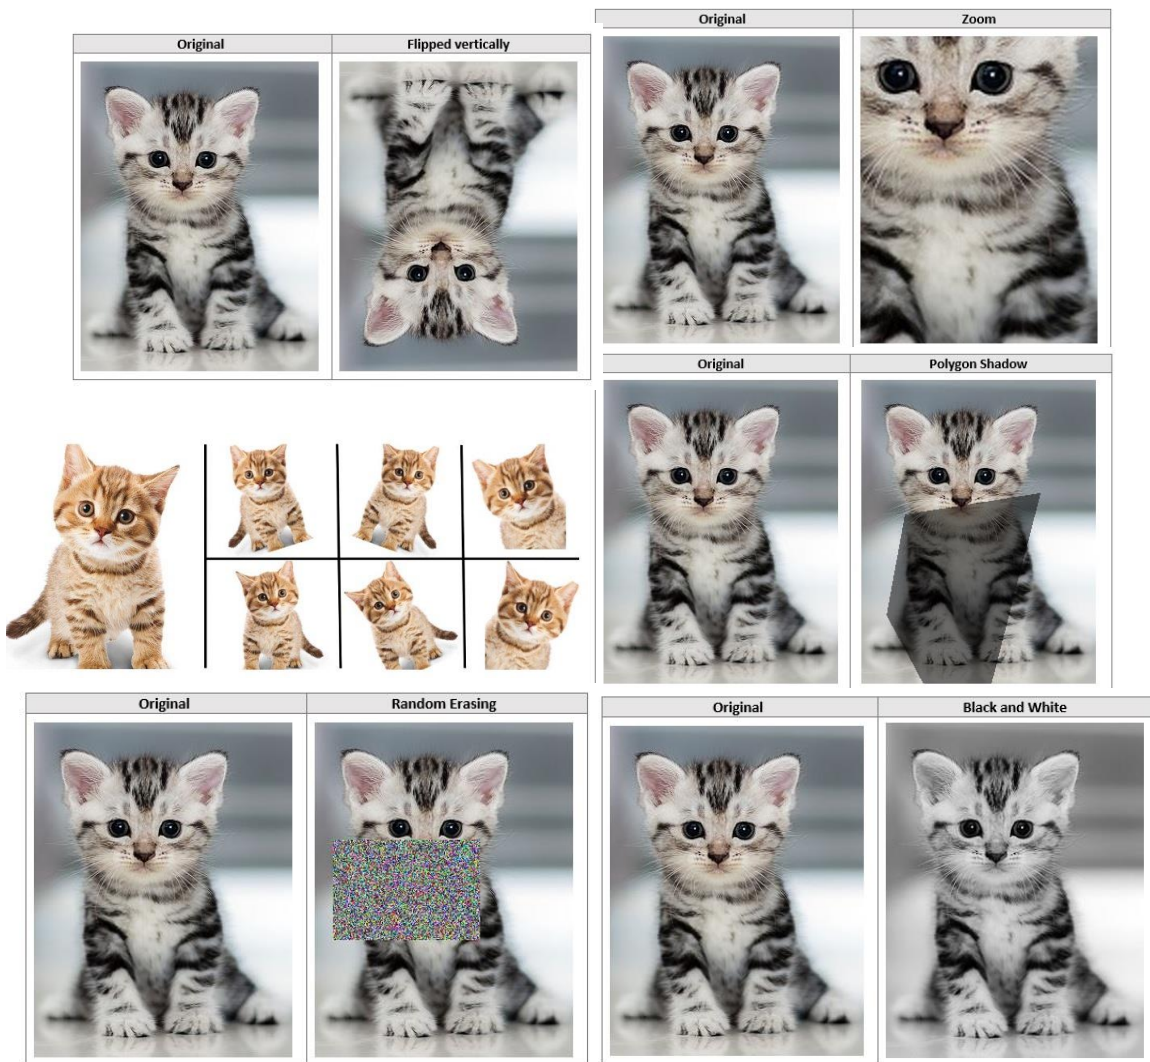 Original Flipped vertically
Original Zoom
Original Polygon Shadow
Original Random Erasing
Original Black and White